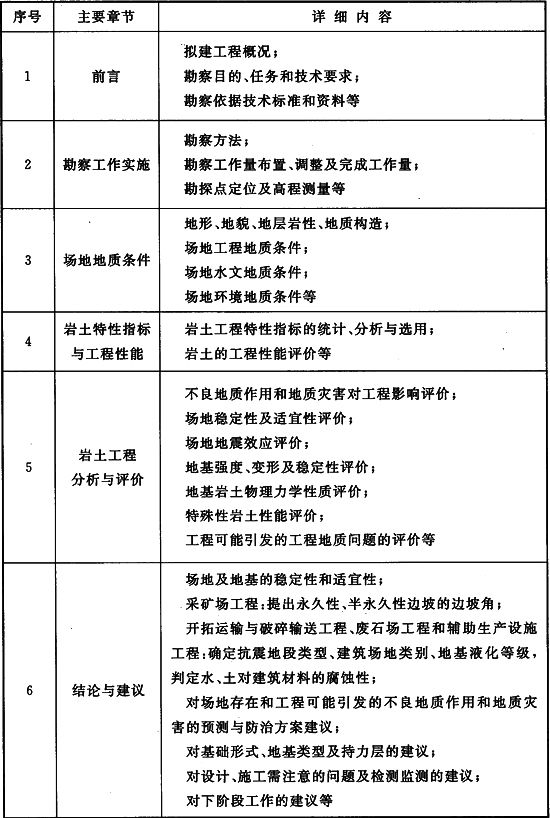 序号 主要章节 详细内容
1 前言
拟建工程概况；
勘察目的、任务和技术要求；
勘察依据技术标准和资料等
2 勘察工作实施
勘察方法；
勘察工作量布置、调整及完成工作量；
勘探点定位及高程测量等
3 场地地质条件
地形、地貌、地层岩性、地质构造；
场地工程地质条件；
场地水文地质条件；
场地环境地质条件等
4
岩土特性指标
与工程性能
岩土工程特性指标的统计、分析与选用；
岩土的工程性能评价等
5
岩土工程
分析与评价
不良地质作用和地质灾害对工程影响评价；
场地稳定性及适宜性评价；
场地地震效应评价；
地基强度、变形及稳定性评价；
地基岩土物理力学性质评价；
特殊性岩土性能评价；
工程可能引发的工程地质问题的评价等
6 结论与建议
场地及地基的稳定性和适宜性；
采矿场工程：提出永久性、半永久性边坡的边坡角；
开拓运输与破碎输送工程、废石场工程和辅助生产设施
工程：确定抗震地段类型、建筑场地类别、地基液化等级，
判定水、土对建筑材料的腐蚀性；
对场地存在和工程可能引发的不良地质作用和地质灾
害的预测与防治方案建议；
对基础形式、地基类型及持力层的建议；
对设计、施工需注意的问题及检测监测的建议；
对下阶段工作的建议等